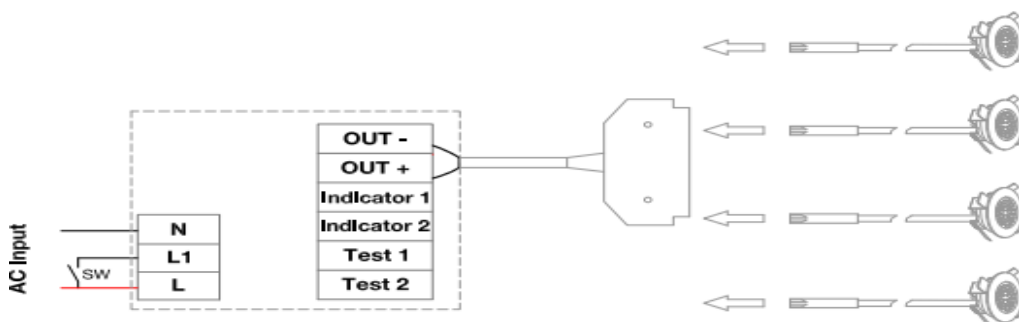 OUT -
OUT +
Indicator 1
Indicator 2
Test 1
Test 2
N
L1
L
SW
AC Input